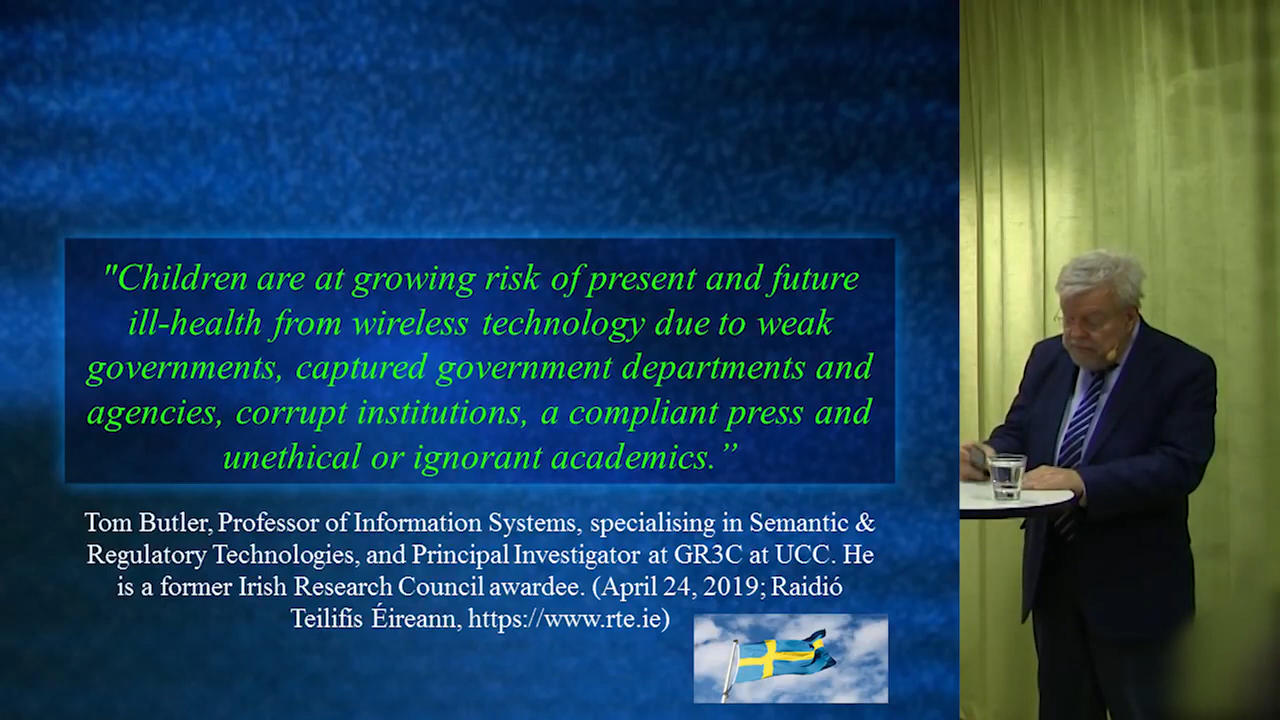 "Children are at growing risk of present and future
ill-health from wireless technology due to weak
governments, captured government departments and
agencies, corrupt institutions, a compliant press and
unethical or ignorant academics.”
Tom Butler, Professor of Information Systems, specialising in Semantic &
Regulatory Technologies, and Principal Investigator at GR3C at UCC. He
is a former Irish Research Council awardee. (April 24, 2019; Raidió
Teilifís Éireann, https://www.rte.ie)